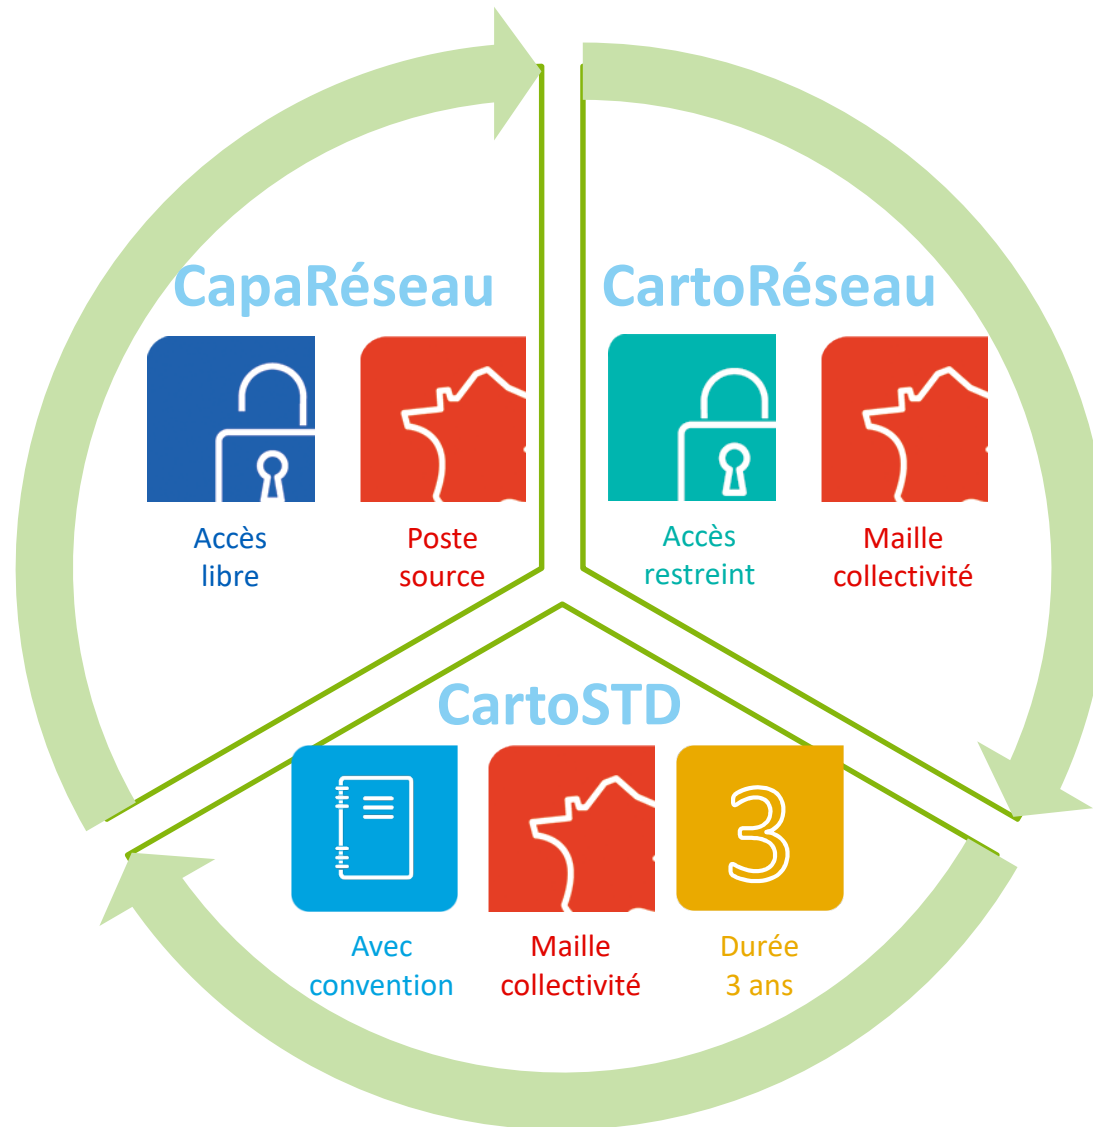 CapaRéseau
Accès
libre
Poste
source
CartoRéseau
Accès
restreint
Maille
collectivité
CartoSTD
3
Avec
convention
Maille
collectivité
Durée
3 ans